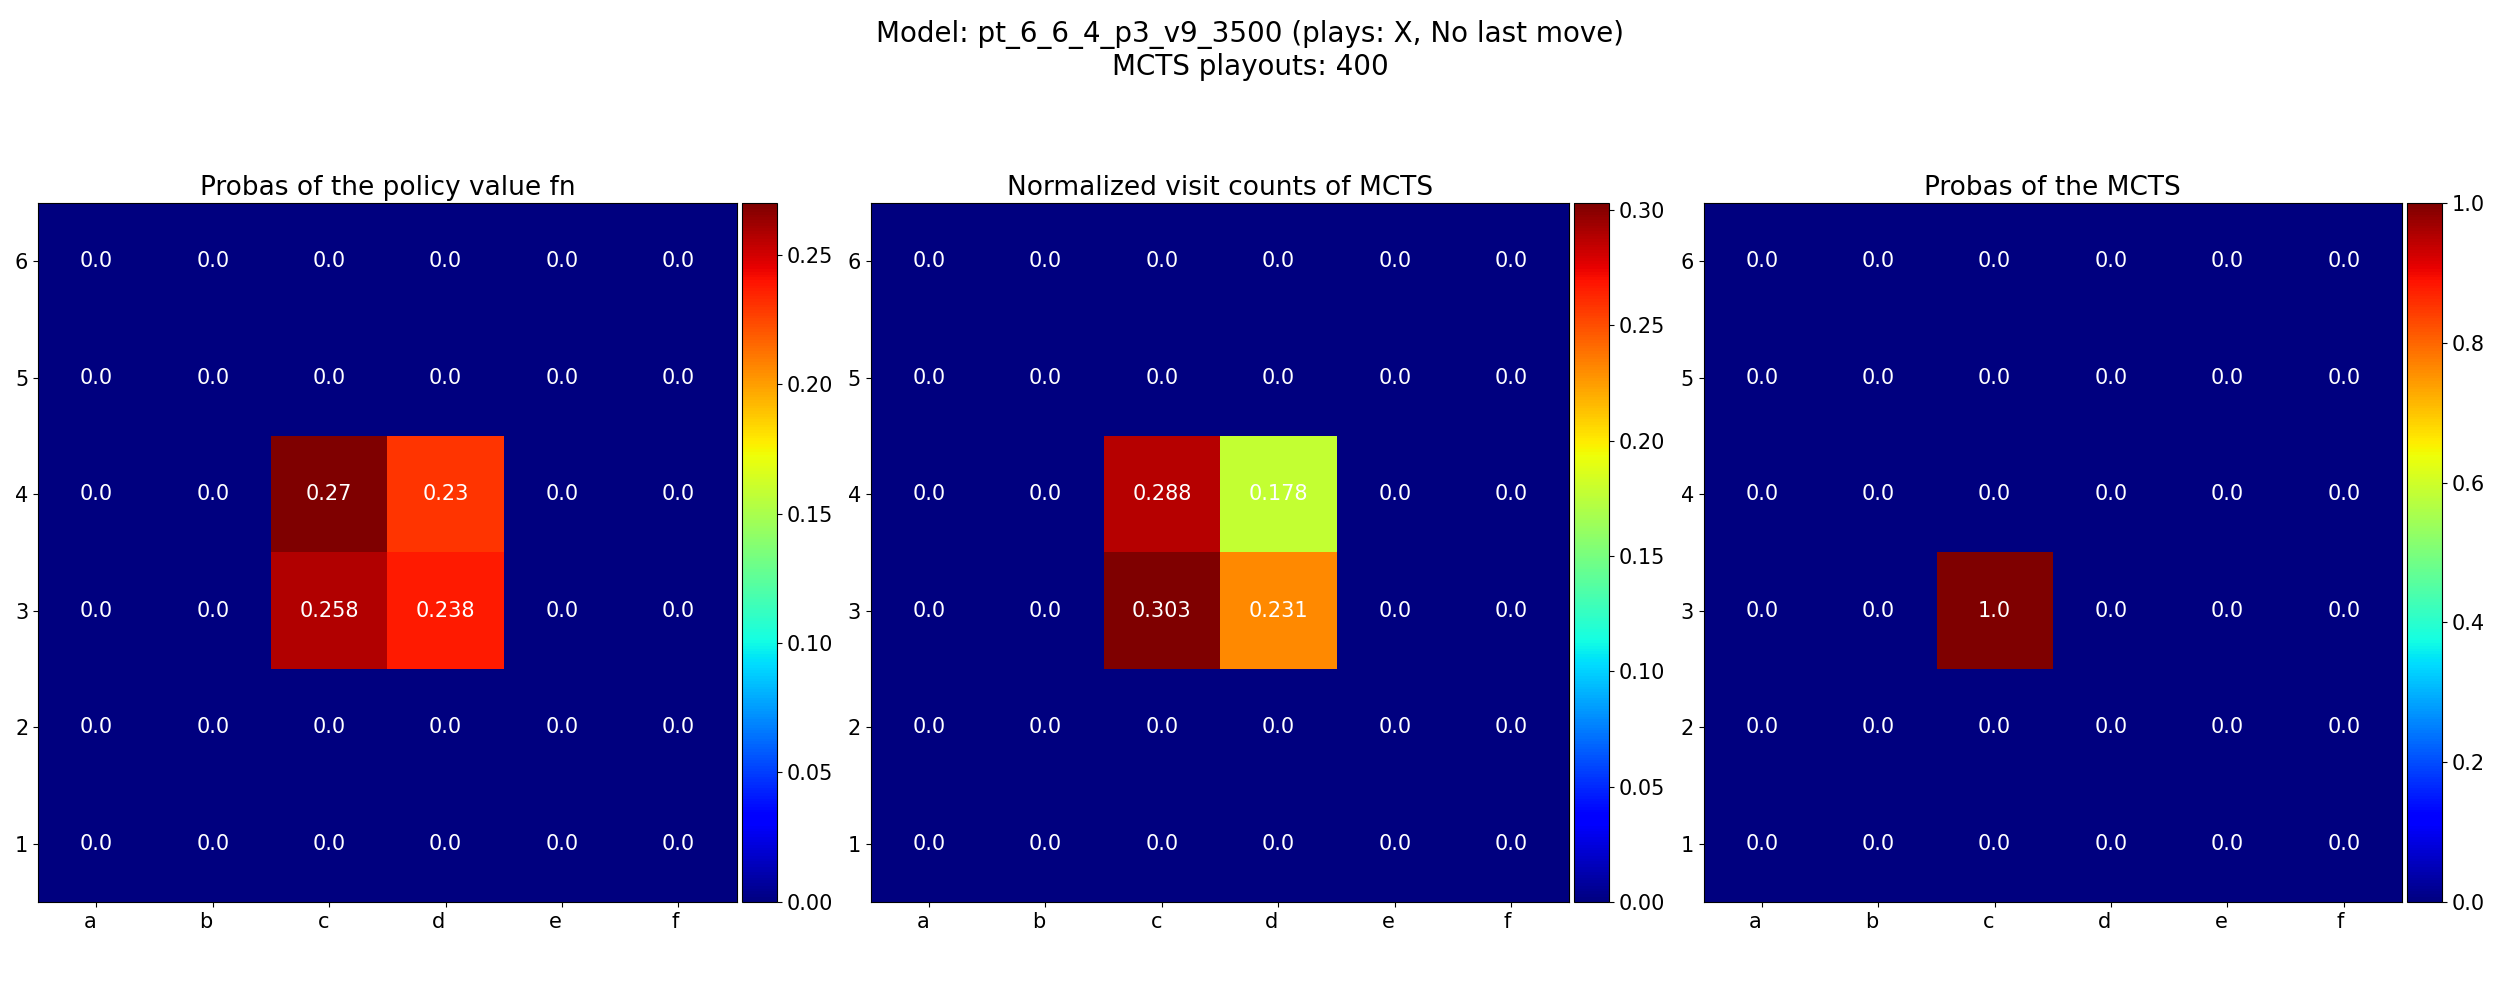 Model: pt_6_6_4_p3_v9_3500 (plays: X, No last move)
MCTS playouts: 400
Probas of the policy value fn
6 0.0 0.0 0.0 0.0 0.0 0.0
5 0.0 0.0 0.0 0.0 0.0 0.0
4 0.0 0.0 0.27 0.23 0.0 0.0
3 0.0 0.0 0.258 0.238 0.0 0.0
2 0.0 0.0 0.0 0.0 0.0 0.0
1 0.0 0.0 0.0 0.0 0.0 0.0
a b c d e f
0.25
0.20
0.15
0.10
0.05
0.00
Normalized visit counts of MCTS
6 0.0 0.0 0.0 0.0 0.0 0.0
5 0.0 0.0 0.0 0.0 0.0 0.0
4 0.0 0.0 0.288 0.178 0.0 0.0
3 0.0 0.0 0.303 0.231 0.0 0.0
2 0.0 0.0 0.0 0.0 0.0 0.0
1 0.0 0.0 0.0 0.0 0.0 0.0
a b c d e f
0.30
0.25
0.20
0.15
0.10
0.05
0.00
Probas of the MCTS
6 0.0 0.0 0.0 0.0 0.0 0.0
5 0.0 0.0 0.0 0.0 0.0 0.0
4 0.0 0.0 0.0 0.0 0.0 0.0
3 0.0 0.0 1.0 0.0 0.0 0.0
2 0.0 0.0 0.0 0.0 0.0 0.0
1 0.0 0.0 0.0 0.0 0.0 0.0
a b c d e f
1.0
0.8
0.6
0.4
0.2
0.0